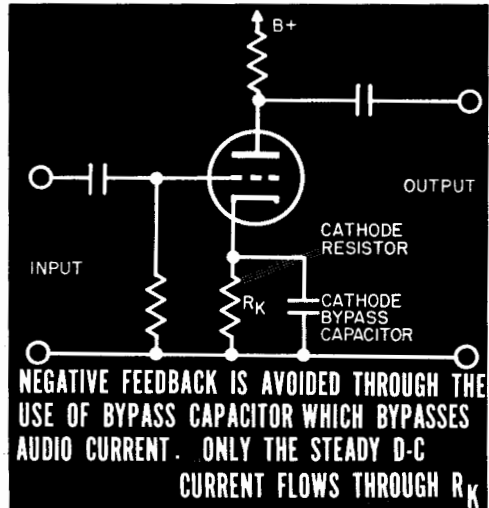 B+
OUTPUT
CATHODE
RESISTOR
INPUT
RK
CATHODE
BYPASS
CAPACITOR
NEGATIVE FEEDBACK IS AVOIDED THROUGH THE
USE OF BYPASS CAPACITOR WHICH BYPASSES
AUDIO CURRENT. ONLY THE STEADY D-C
CURRENT FLOWS THROUGH RK